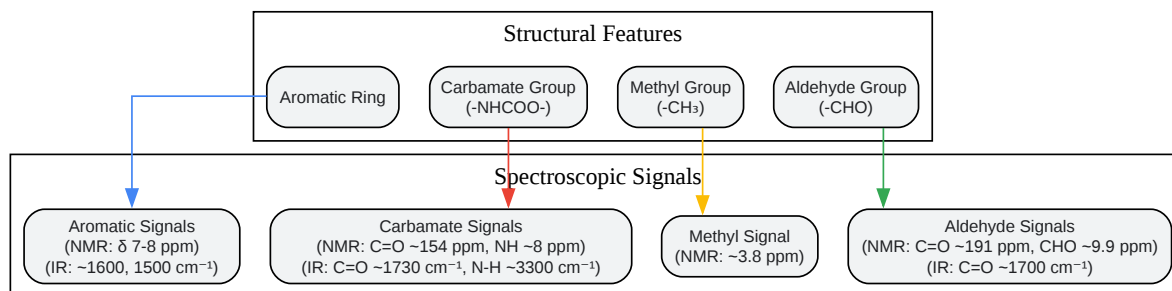 Structural Features
Aromatic Ring
Carbamate Group
(-NHCOO-)
Methyl Group
(-CH₃)
Aldehyde Group
(-CHO)
Spectroscopic Signals
Aromatic Signals
(NMR: δ 7-8 ppm)
(IR: ~1600, 1500 cm⁻¹)
Carbamate Signals
(NMR: C=O ~154 ppm, NH ~8 ppm)
(IR: C=O ~1730 cm⁻¹, N-H ~3300 cm⁻¹)
Methyl Signal
(NMR: ~3.8 ppm)
Aldehyde Signals
(NMR: C=O ~191 ppm, CHO ~9.9 ppm)
(IR: C=O ~1700 cm⁻¹)